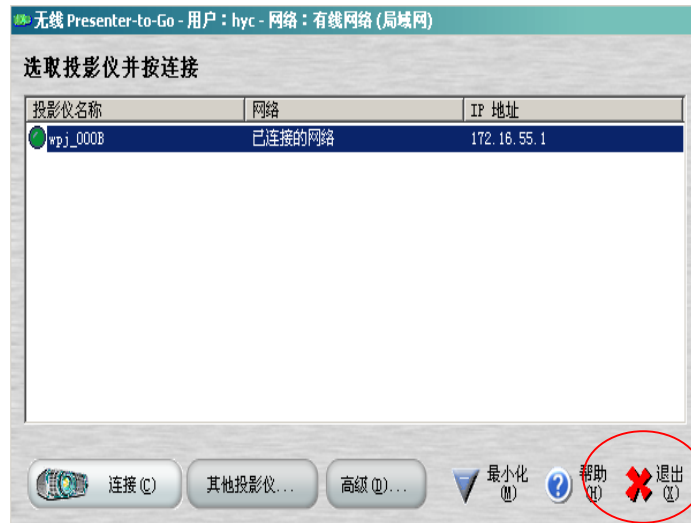 无线 Presenter-to-Go - 用户：hyc - 网络：有线网络 (局域网)
选取投影仪并按连接
投影仪名称 网络 IP 地址
wpj_000B 已连接的网络 172.16.55.1
连接(C) 其他投影仪... 高级(D)... 最小化(M) 帮助(H) 退出(X)